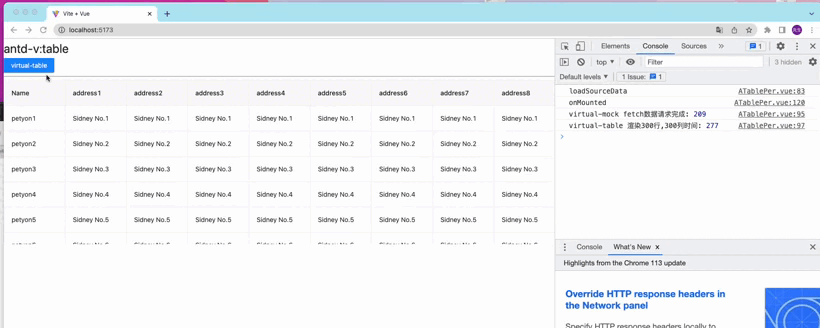 Vite + Vue
localhost:5173
antd-v:table
virtual-table
Name address1 address2 address3 address4 address5 address6 address7 address8
petyon1 Sidney No.1 Sidney No.1 Sidney No.1 Sidney No.1 Sidney No.1 Sidney No.1 Sidney No.1 Sidney No.1
petyon2 Sidney No.2 Sidney No.2 Sidney No.2 Sidney No.2 Sidney No.2 Sidney No.2 Sidney No.2 Sidney No.2
petyon3 Sidney No.3 Sidney No.3 Sidney No.3 Sidney No.3 Sidney No.3 Sidney No.3 Sidney No.3 Sidney No.3
petyon4 Sidney No.4 Sidney No.4 Sidney No.4 Sidney No.4 Sidney No.4 Sidney No.4 Sidney No.4 Sidney No.4
petyon5 Sidney No.5 Sidney No.5 Sidney No.5 Sidney No.5 Sidney No.5 Sidney No.5 Sidney No.5 Sidney No.5
Elements Console Sources » 1
top Filter 3 hidden
Default levels 1 Issue: 1
loadSourceData ATablePer.vue:83
onMounted ATablePer.vue:120
virtual-mock fetch数据请求完成: 209 ATablePer.vue:95
virtual-table 渲染300行,300列时间: 277 ATablePer.vue:97
Console What's New
Highlights from the Chrome 113 update
Override HTTP response headers in
the Network panel
Specify HTTP response headers locally to